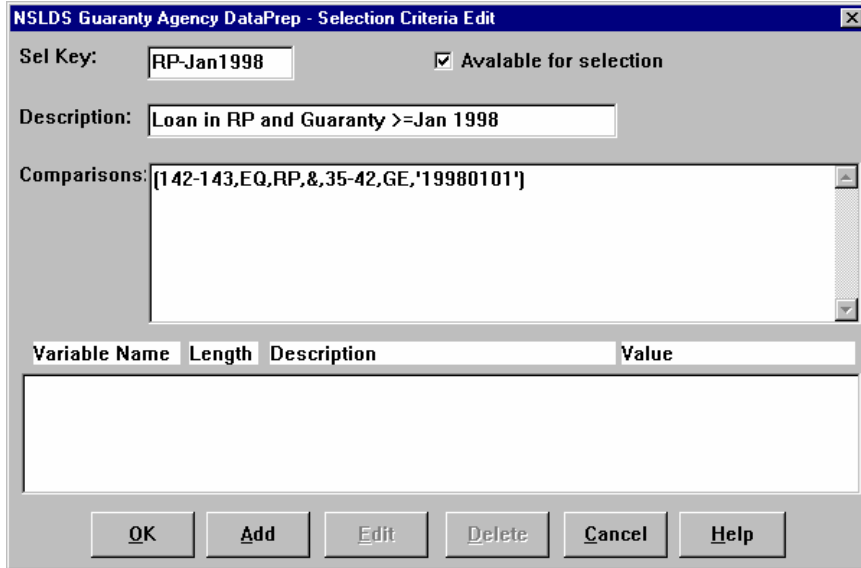 NSLDS Guaranty Agency DataPrep - Selection Criteria Edit
Sel Key: RP-Jan1998 Avalable for selection
Description: Loan in RP and Guaranty >=Jan 1998
Comparisons: (142-143,EQ,RP,&,35-42,GE,'19980101')
Variable Name Length Description Value
OK Add Edit Delete Cancel Help